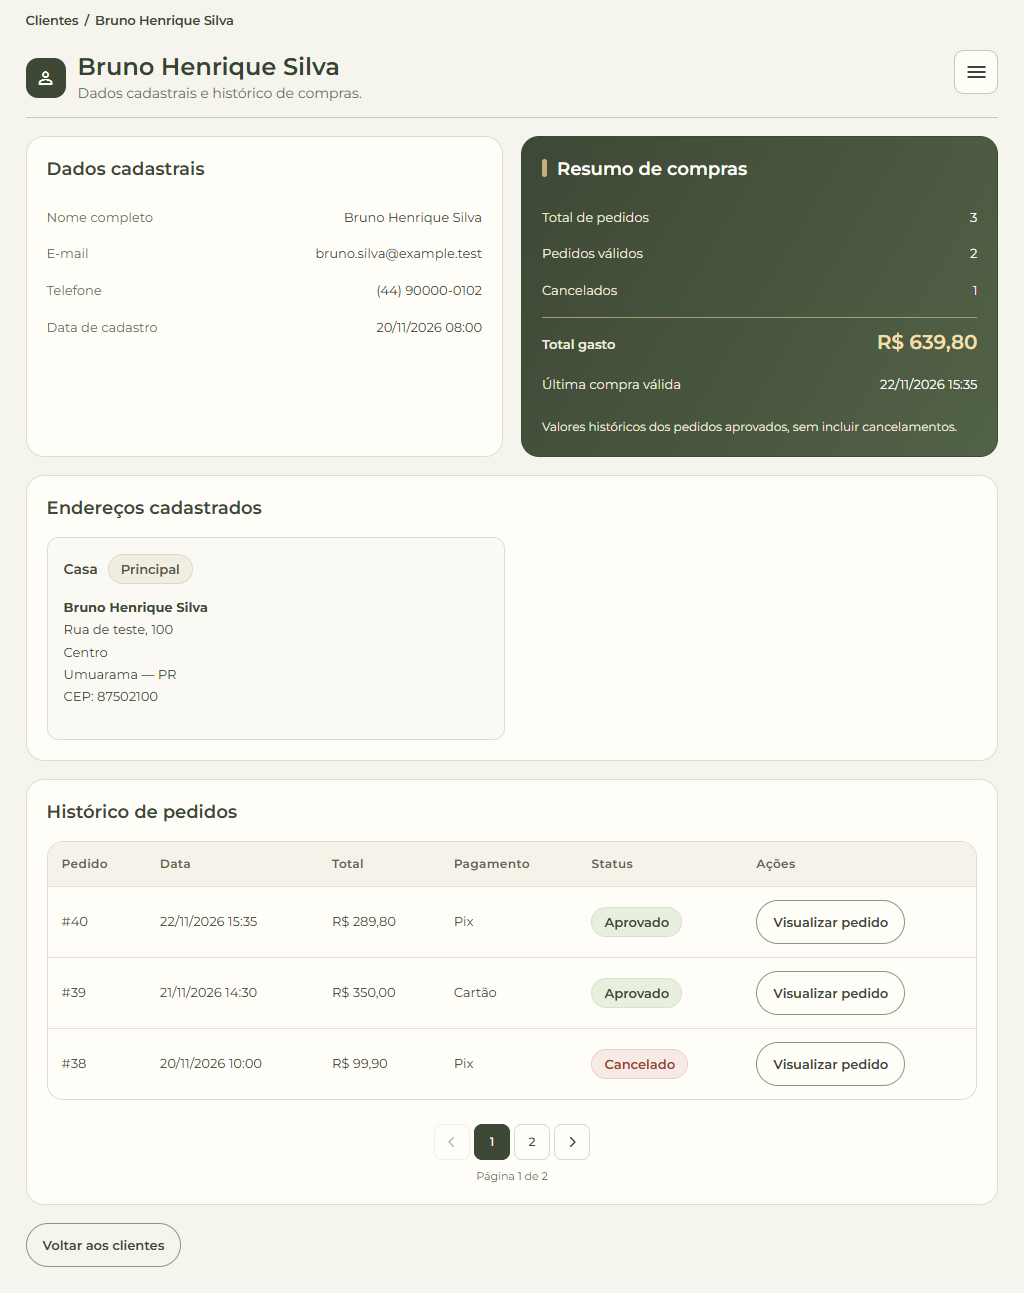 Clientes / Bruno Henrique Silva
Bruno Henrique Silva
Dados cadastrais e histórico de compras.
Dados cadastrais
Nome completo Bruno Henrique Silva
E-mail bruno.silva@example.test
Telefone (44) 90000-0102
Data de cadastro 20/11/2026 08:00
Resumo de compras
Total de pedidos 3
Pedidos válidos 2
Cancelados 1
Total gasto R$ 639,80
Última compra válida 22/11/2026 15:35
Valores históricos dos pedidos aprovados, sem incluir cancelamentos.
Endereços cadastrados
Casa Principal
Bruno Henrique Silva
Rua de teste, 100
Centro
Umuarama — PR
CEP: 87502100
Histórico de pedidos
Pedido Data Total Pagamento Status Ações
#40 22/11/2026 15:35 R$ 289,80 Pix Aprovado Visualizar pedido
#39 21/11/2026 14:30 R$ 350,00 Cartão Aprovado Visualizar pedido
#38 20/11/2026 10:00 R$ 99,90 Pix Cancelado Visualizar pedido
1 2
Página 1 de 2
Voltar aos clientes